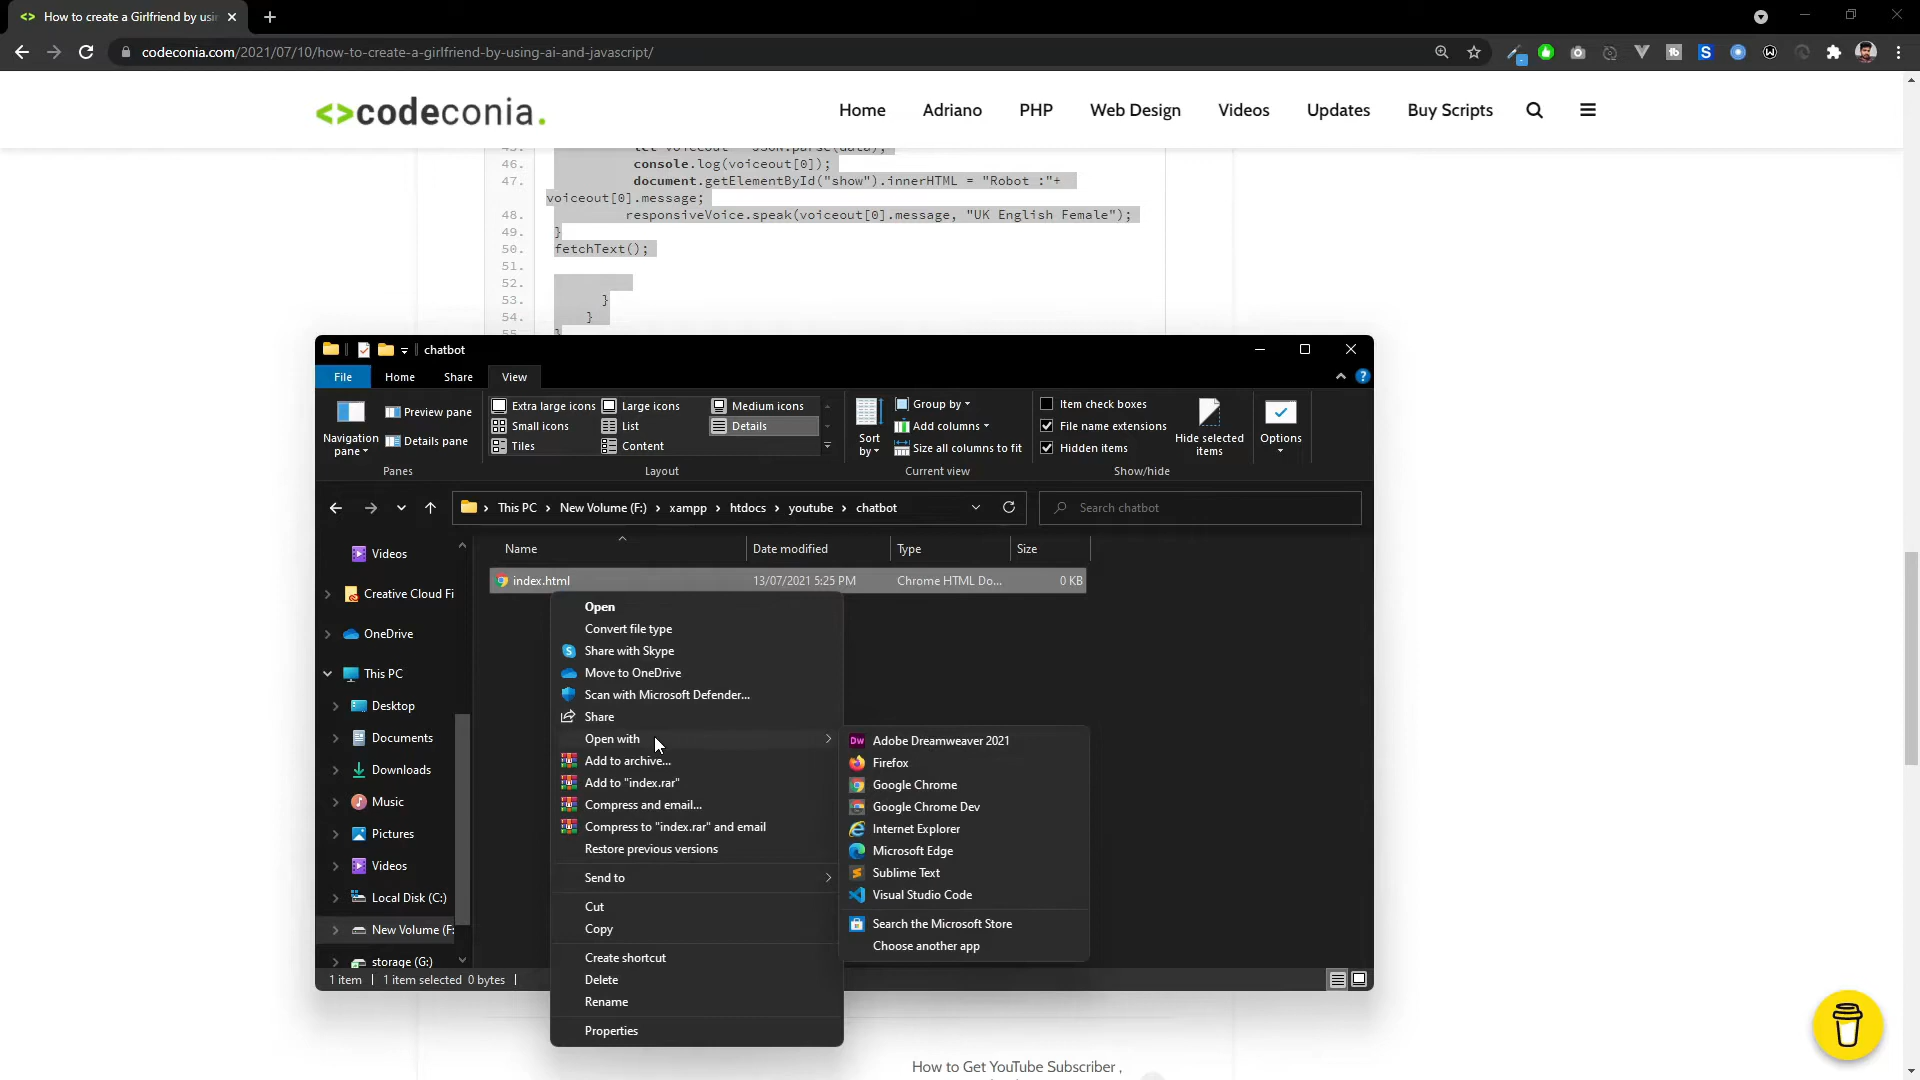 How to create a Girlfriend by usin
codeconia.com/2021/07/10/how-to-create-a-girlfriend-by-using-ai-and-javascript/
<>codeconia.
Home
Adriano
PHP
Web Design
Videos
Updates
Buy Scripts
let voiceout = JSON.parse(data);
46. console.log(voiceout[0]);
47. document.getElementById("show").innerHTML = "Robot :"+
voiceout[0].message;
48. responsiveVoice.speak(voiceout[0].message, "UK English Female");
49. }
50. fetchText();
51.
52.
53. }
54. }
55. }
chatbot
File
Home
Share
View
Navigation
pane
Preview pane
Details pane
Panes
Extra large icons
Large icons
Medium icons
Small icons
List
Details
Tiles
Content
Layout
Sort
by
Group by
Add columns
Size all columns to fit
Current view
Item check boxes
File name extensions
Hidden items
Hide selected
items
Show/hide
Options
This PC > New Volume (F:) > xampp > htdocs > youtube > chatbot
Search chatbot
Name
Date modified
Type
Size
index.html
13/07/2021 5:25 PM
Chrome HTML Do...
0 KB
Videos
Creative Cloud Fi
OneDrive
This PC
Desktop
Documents
Downloads
Music
Pictures
Videos
Local Disk (C:)
New Volume (F:
storage (G:)
Open
Convert file type
Share with Skype
Move to OneDrive
Scan with Microsoft Defender...
Share
Open with
Add to archive...
Add to "index.rar"
Compress and email...
Compress to "index.rar" and email
Restore previous versions
Send to
Cut
Copy
Create shortcut
Delete
Rename
Properties
Adobe Dreamweaver 2021
Firefox
Google Chrome
Google Chrome Dev
Internet Explorer
Microsoft Edge
Sublime Text
Visual Studio Code
Search the Microsoft Store
Choose another app
1 item
1 item selected 0 bytes
How to Get YouTube Subscriber ,